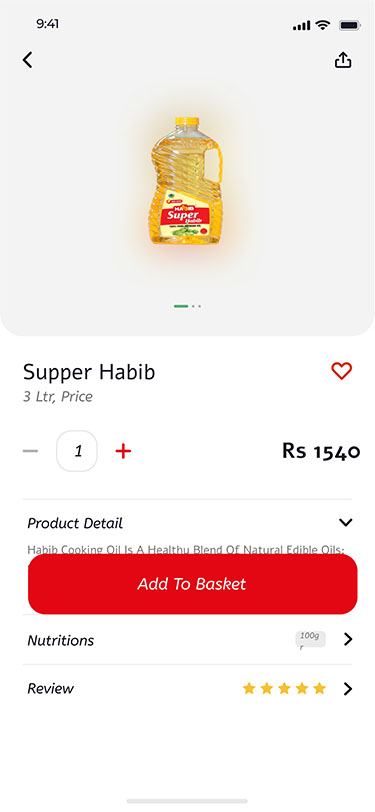 9:41
HABIB
Super
Habib
Supper Habib
3 Ltr, Price
1
Rs 1540
Product Detail
Habib Cooking Oil Is A Healthy Blend Of Natural Edible Oils;
Add To Basket
Nutritions
100g
r
Review